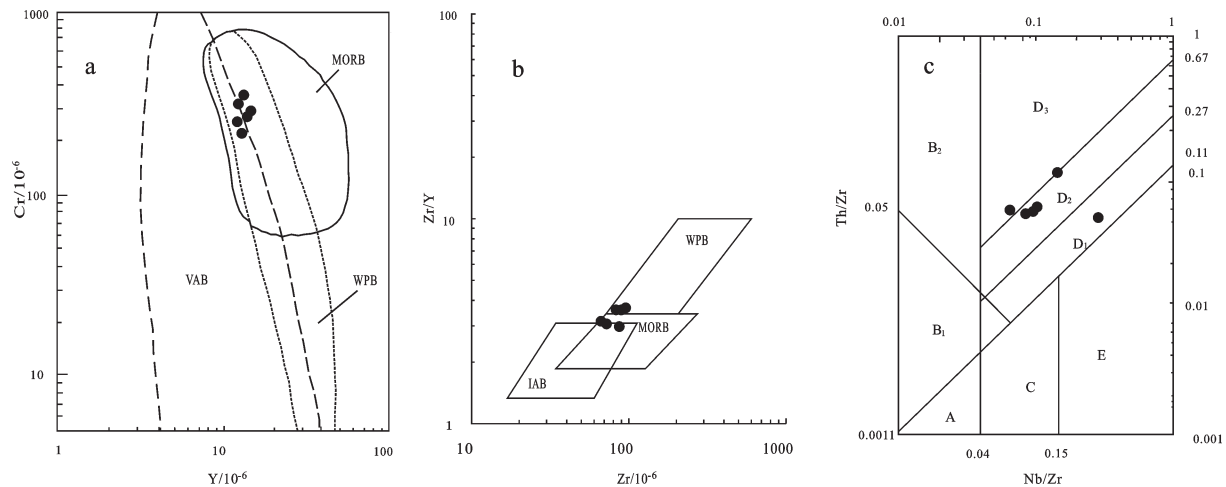 1000
100
10
1
10
100
Cr/10⁻⁶
Y/10⁻⁶
a
MORB
VAB
WPB
100
10
1
10
100
1000
Zr/Y
Zr/10⁻⁶
b
WPB
MORB
IAB
0.01
0.1
1
1
0.67
0.27
0.11
0.1
0.01
0.001
0.05
0.0011
0.04
0.15
Th/Zr
Nb/Zr
c
D₃
B₂
D₂
D₁
B₁
E
C
A